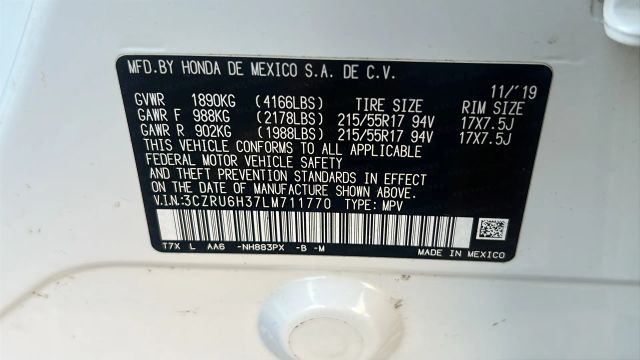 MFD.BY HONDA DE MEXICO S.A. DE C.V.
11/'19
GVWR 1890KG (4166LBS) TIRE SIZE RIM SIZE
GAWR F 988KG (2178LBS) 215/55R17 94V 17X7.5J
GAWR R 902KG (1988LBS) 215/55R17 94V 17X7.5J
THIS VEHICLE CONFORMS TO ALL APPLICABLE
FEDERAL MOTOR VEHICLE SAFETY
AND THEFT PREVENTION STANDARDS IN EFFECT
ON THE DATE OF MANUFACTURE SHOWN ABOVE.
V.I.N:3CZRU6H37LM711770 TYPE: MPV
T7X L AA6 -NH883PX -B -M
MADE IN MEXICO